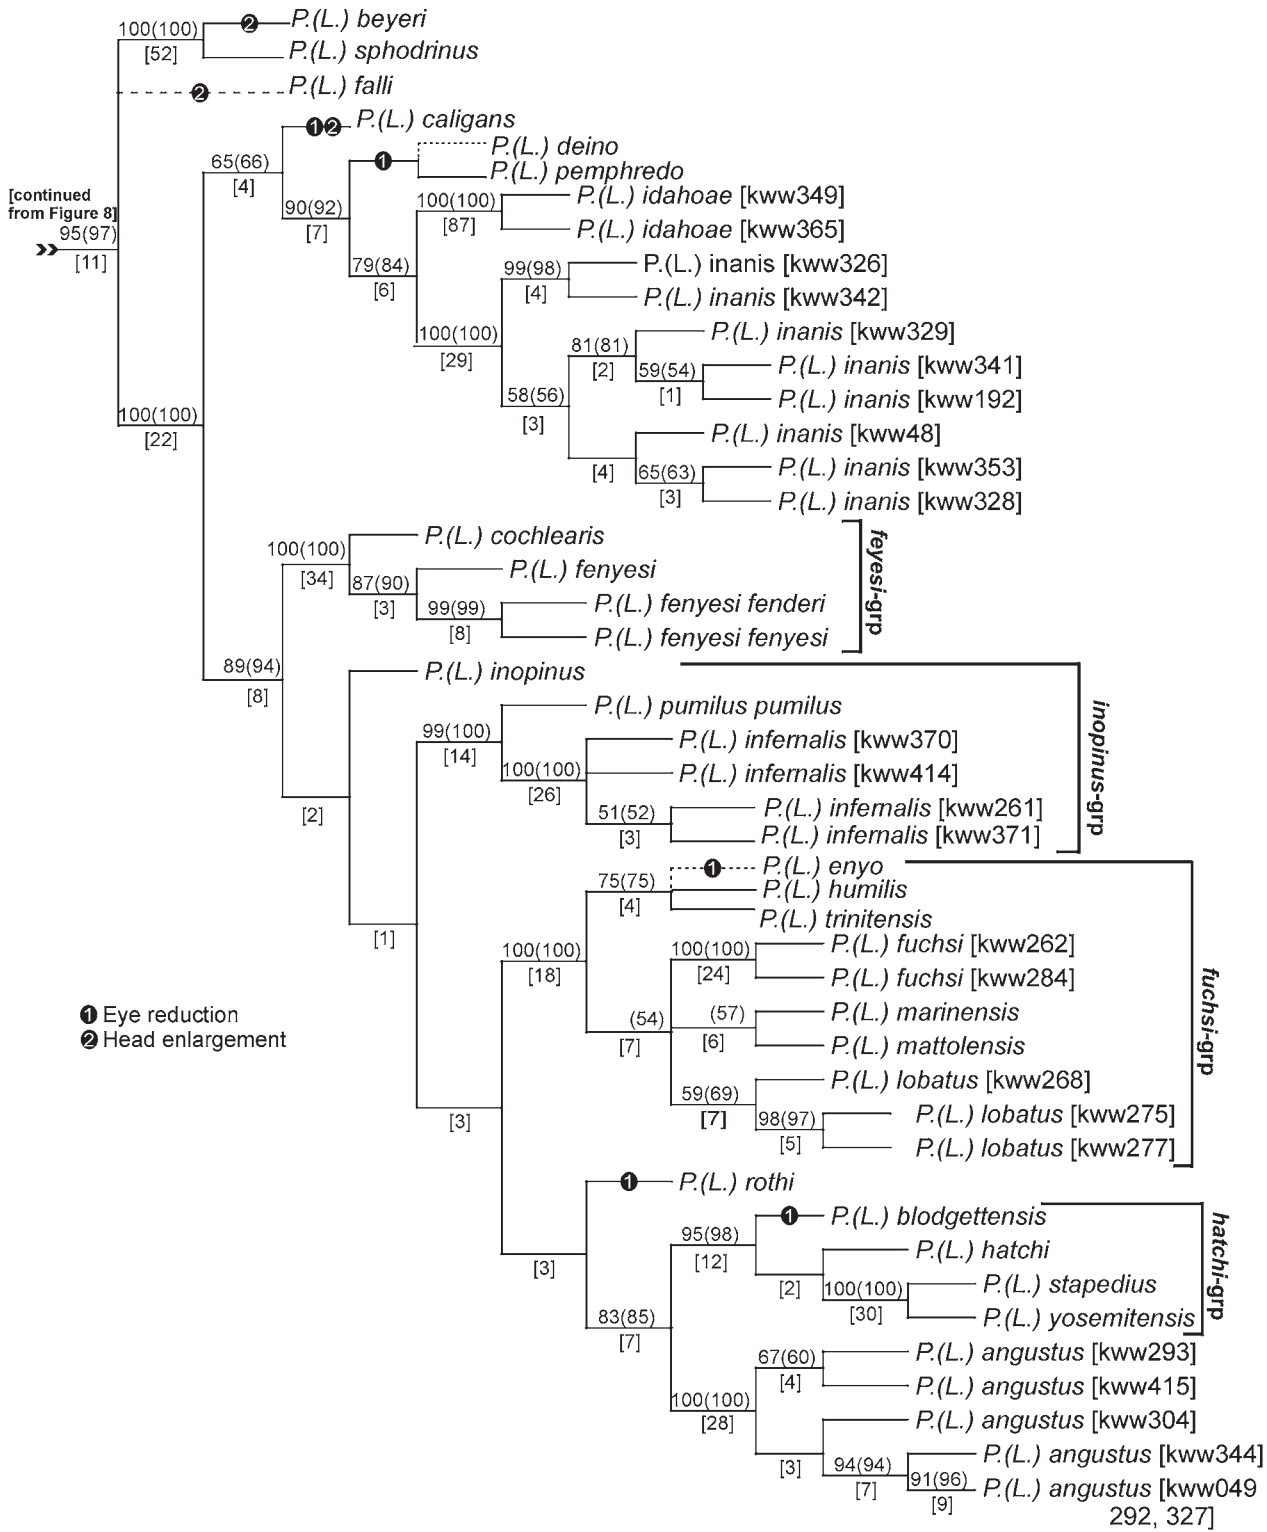 100(100)
[52]
2
P.(L.) beyeri
P.(L.) sphodrinus
2
P.(L.) falli
[continued
from Figure 8]
95(97)
[11]
65(66)
[4]
1 2
P.(L.) caligans
1
P.(L.) deino
P.(L.) pemphredo
90(92)
[7]
100(100)
[87]
P.(L.) idahoae [kww349]
P.(L.) idahoae [kww365]
79(84)
[6]
99(98)
[4]
P.(L.) inanis [kww326]
P.(L.) inanis [kww342]
100(100)
[29]
81(81)
[2]
P.(L.) inanis [kww329]
59(54)
[1]
P.(L.) inanis [kww341]
P.(L.) inanis [kww192]
58(56)
[3]
[4]
P.(L.) inanis [kww48]
65(63)
[3]
P.(L.) inanis [kww353]
P.(L.) inanis [kww328]
100(100)
[22]
100(100)
[34]
P.(L.) cochlearis
87(90)
[3]
P.(L.) fenyesi
99(99)
[8]
P.(L.) fenyesi fenderi
P.(L.) fenyesi fenyesi
feyesi-grp
89(94)
[8]
P.(L.) inopinus
[2]
99(100)
[14]
P.(L.) pumilus pumilus
100(100)
[26]
P.(L.) infernalis [kww370]
P.(L.) infernalis [kww414]
51(52)
[3]
P.(L.) infernalis [kww261]
P.(L.) infernalis [kww371]
inopinus-grp
[1]
1
P.(L.) enyo
75(75)
[4]
P.(L.) humilis
P.(L.) trinitensis
100(100)
[18]
100(100)
[24]
P.(L.) fuchsi [kww262]
P.(L.) fuchsi [kww284]
(54)
[7]
(57)
[6]
P.(L.) marinensis
P.(L.) mattolensis
59(69)
[7]
P.(L.) lobatus [kww268]
98(97)
[5]
P.(L.) lobatus [kww275]
P.(L.) lobatus [kww277]
fuchsi-grp
1 Eye reduction
2 Head enlargement
[3]
1
P.(L.) rothi
[3]
95(98)
[12]
1
P.(L.) blodgettensis
[2]
P.(L.) hatchi
100(100)
[30]
P.(L.) stapedius
P.(L.) yosemitensis
hatchi-grp
83(85)
[7]
67(60)
[4]
P.(L.) angustus [kww293]
P.(L.) angustus [kww415]
100(100)
[28]
[3]
P.(L.) angustus [kww304]
94(94)
[7]
P.(L.) angustus [kww344]
91(96)
[9]
P.(L.) angustus [kww049
292, 327]